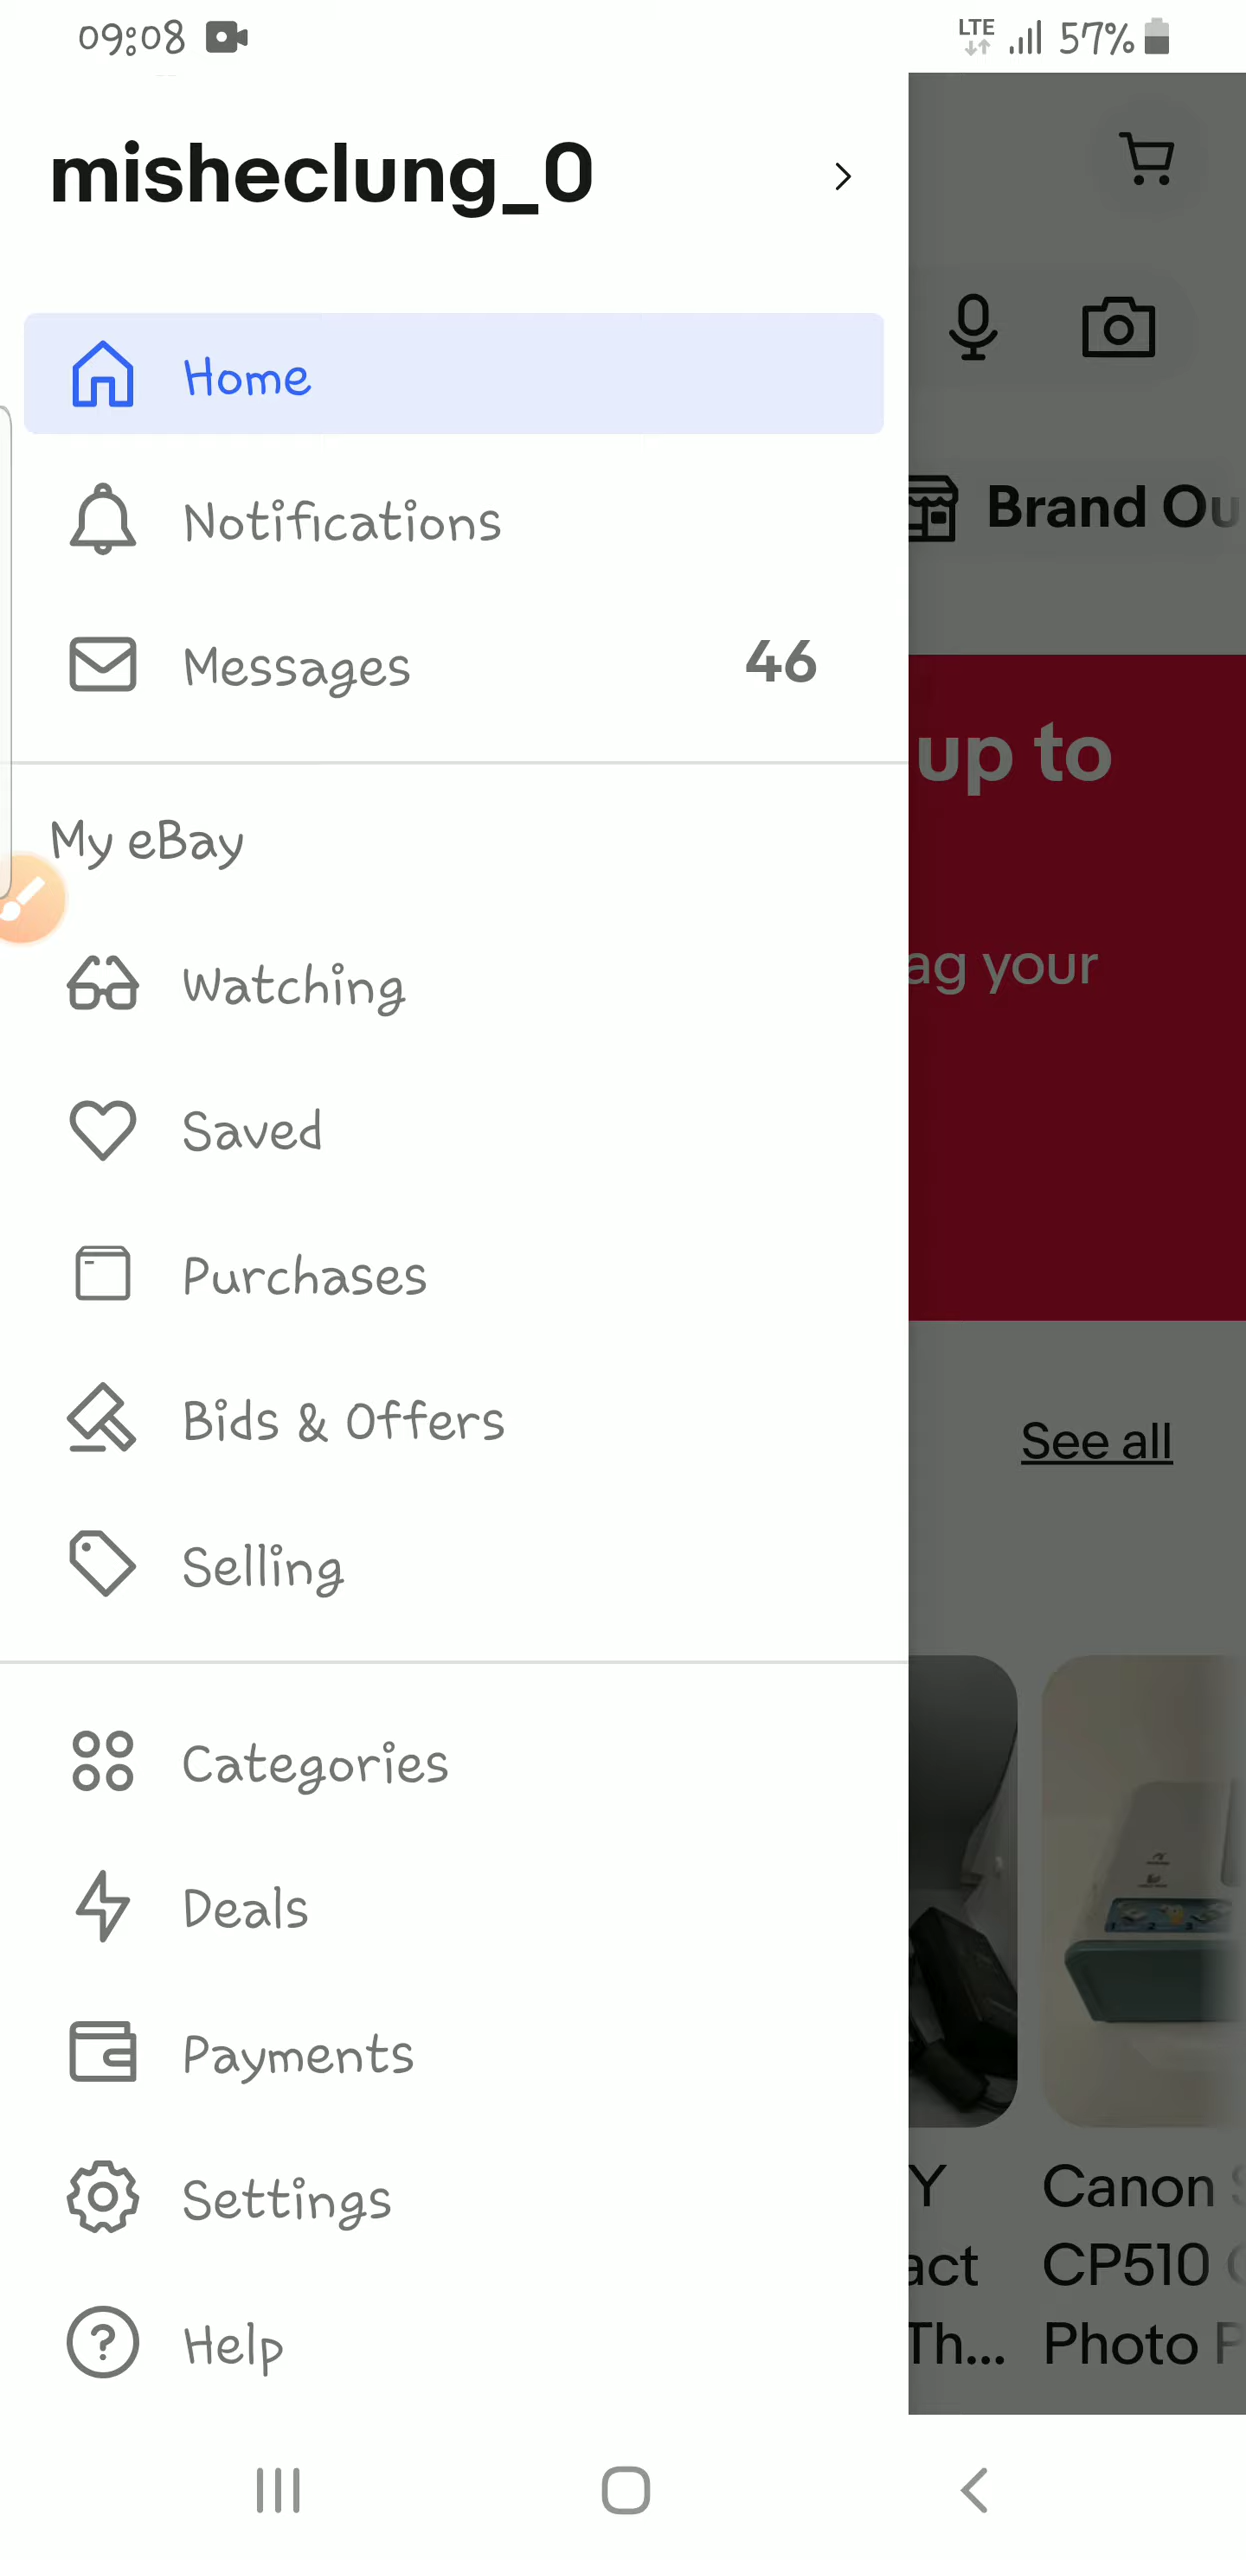 09:08
LTE 57%
misheclung_0
Home
Notifications
Messages 46
My eBay
Watching
Saved
Purchases
Bids & Offers
Selling
Categories
Deals
Payments
Settings
Help
Brand Ou
up to
ag your
See all
Y
act
Th...
Canon
CP510
Photo P